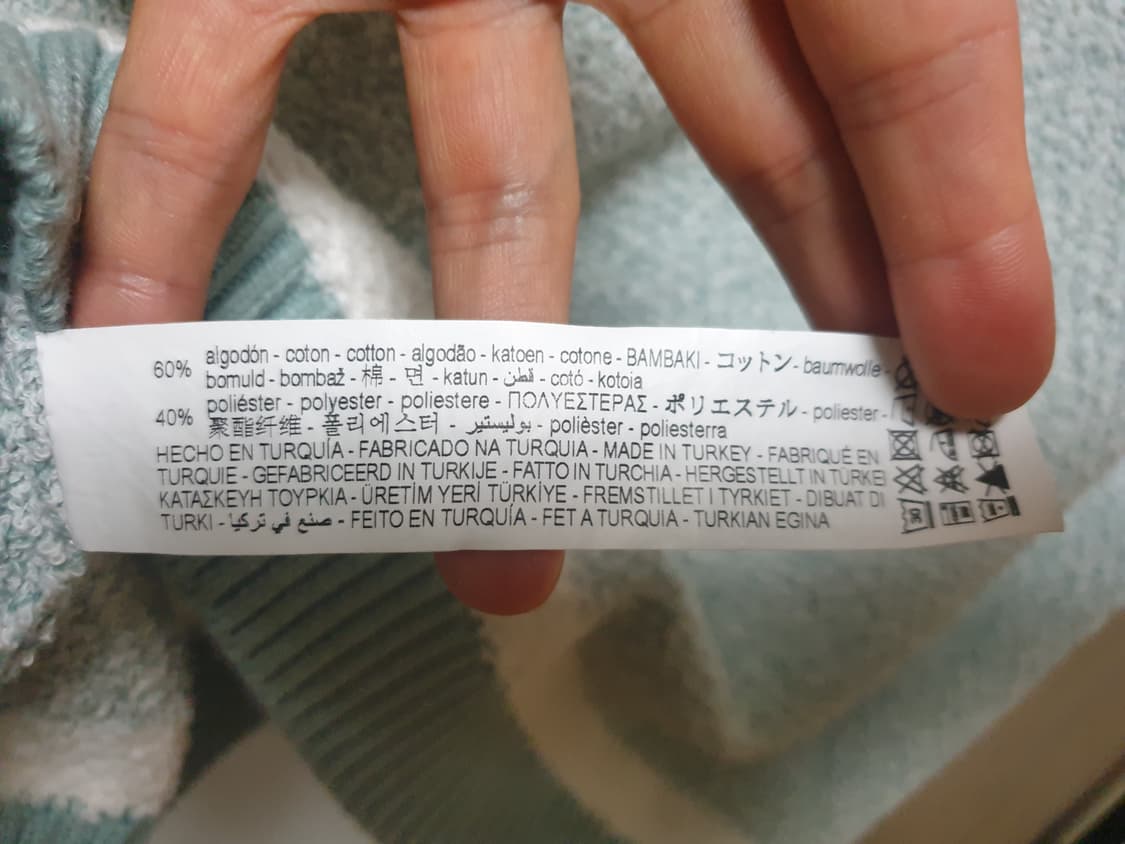 60% algodón - coton - cotton - algodão - katoen - cotone - BAMBAKI - コットン - baumwolle -
bomuld - bombaž - 棉 - 면 - katun - قطن - cotó - kotoia
40% poliéster - polyester - poliestere - ΠΟΛΥΕΣΤΕΡΑΣ - ポリエステル - poliester -
聚酯纤维 - 폴리에스터 - بوليستير - polièster - poliesterra
HECHO EN TURQUÍA - FABRICADO NA TURQUIA - MADE IN TURKEY - FABRIQUÉ EN
TURQUIE - GEFABRICEERD IN TURKIJE - FATTO IN TURCHIA - HERGESTELLT IN TÜRKEI
ΚΑΤΑΣΚΕΥΗ ΤΟΥΡΚΙΑ - ÜRETİM YERİ TÜRKİYE - FREMSTILLET I TYRKIET - DIBUAT DI
TURKI - صنع في تركيا - FEITO EN TURQUÍA - FET A TURQUIA - TURKIAN EGINA